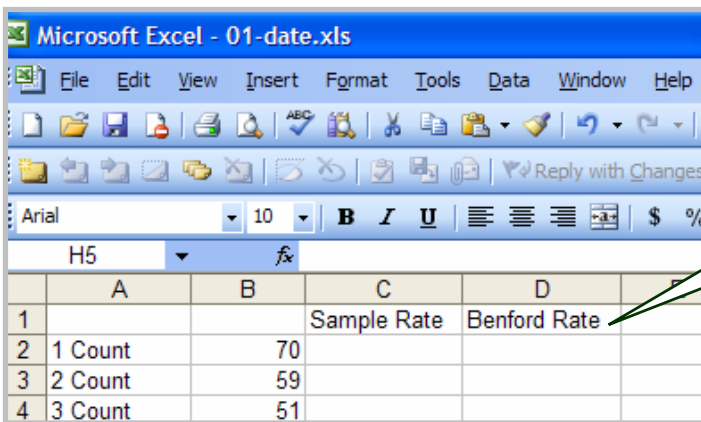 Microsoft Excel - 01-date.xls
File Edit View Insert Format Tools Data Window Help
ABC
Reply with Changes
Arial 10 B I U $ %
H5 fx
A B C D
1 Sample Rate Benford Rate
2 1 Count 70
3 2 Count 59
4 3 Count 51